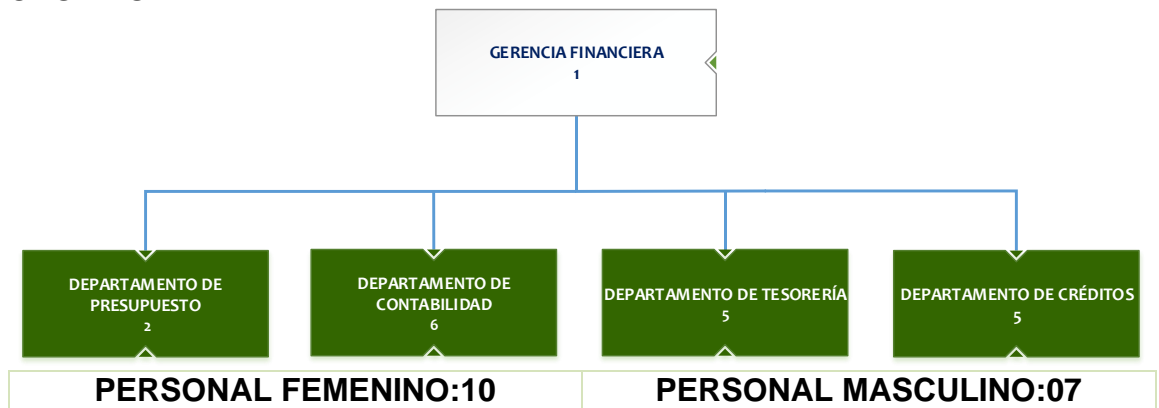 GERENCIA FINANCIERA
1
DEPARTAMENTO DE
PRESUPUESTO
2
DEPARTAMENTO DE
CONTABILIDAD
6
DEPARTAMENTO DE TESORERÍA
5
DEPARTAMENTO DE CRÉDITOS
5
PERSONAL FEMENINO:10
PERSONAL MASCULINO:07